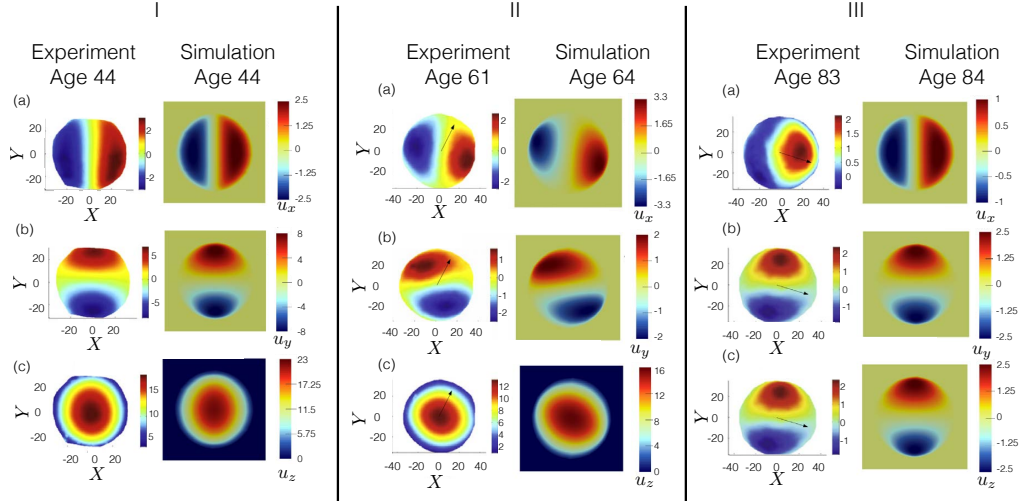 I
II
III
Experiment Simulation
Age 44 Age 44
(a)
Y
20
0
-20
-20 0 20
X
2
0
-2
2.5
1.25
0
-1.25
-2.5
u_x
(b)
Y
20
0
-20
-20 0 20
X
5
0
-5
8
4
0
-4
-8
u_y
(c)
Y
20
0
-20
-20 0 20
X
15
10
5
23
17.25
11.5
5.75
0
u_z
Experiment Simulation
Age 61 Age 64
(a)
Y
20
0
-20
-40 -20 0 20 40
X
2
1
0
-1
-2
3.3
1.65
0
-1.65
-3.3
u_x
(b)
Y
20
0
-20
-40 -20 0 20 40
X
2
1
0
-1
2
1
0
-1
-2
u_y
(c)
Y
20
0
-20
-40 -20 0 20 40
X
12
10
8
6
4
2
16
12
8
4
0
u_z
Experiment Simulation
Age 83 Age 84
(a)
Y
20
0
-20
-40 -20 0 20 40
X
2
1.5
1
0.5
0
1
0.5
0
-0.5
-1
u_x
(b)
Y
20
0
-20
-40 -20 0 20 40
X
2
1
0
-1
2.5
1.25
0
-1.25
-2.5
u_y
(c)
Y
20
0
-20
-40 -20 0 20 40
X
2
1
0
-1
2.5
1.25
0
-1.25
-2.5
u_z